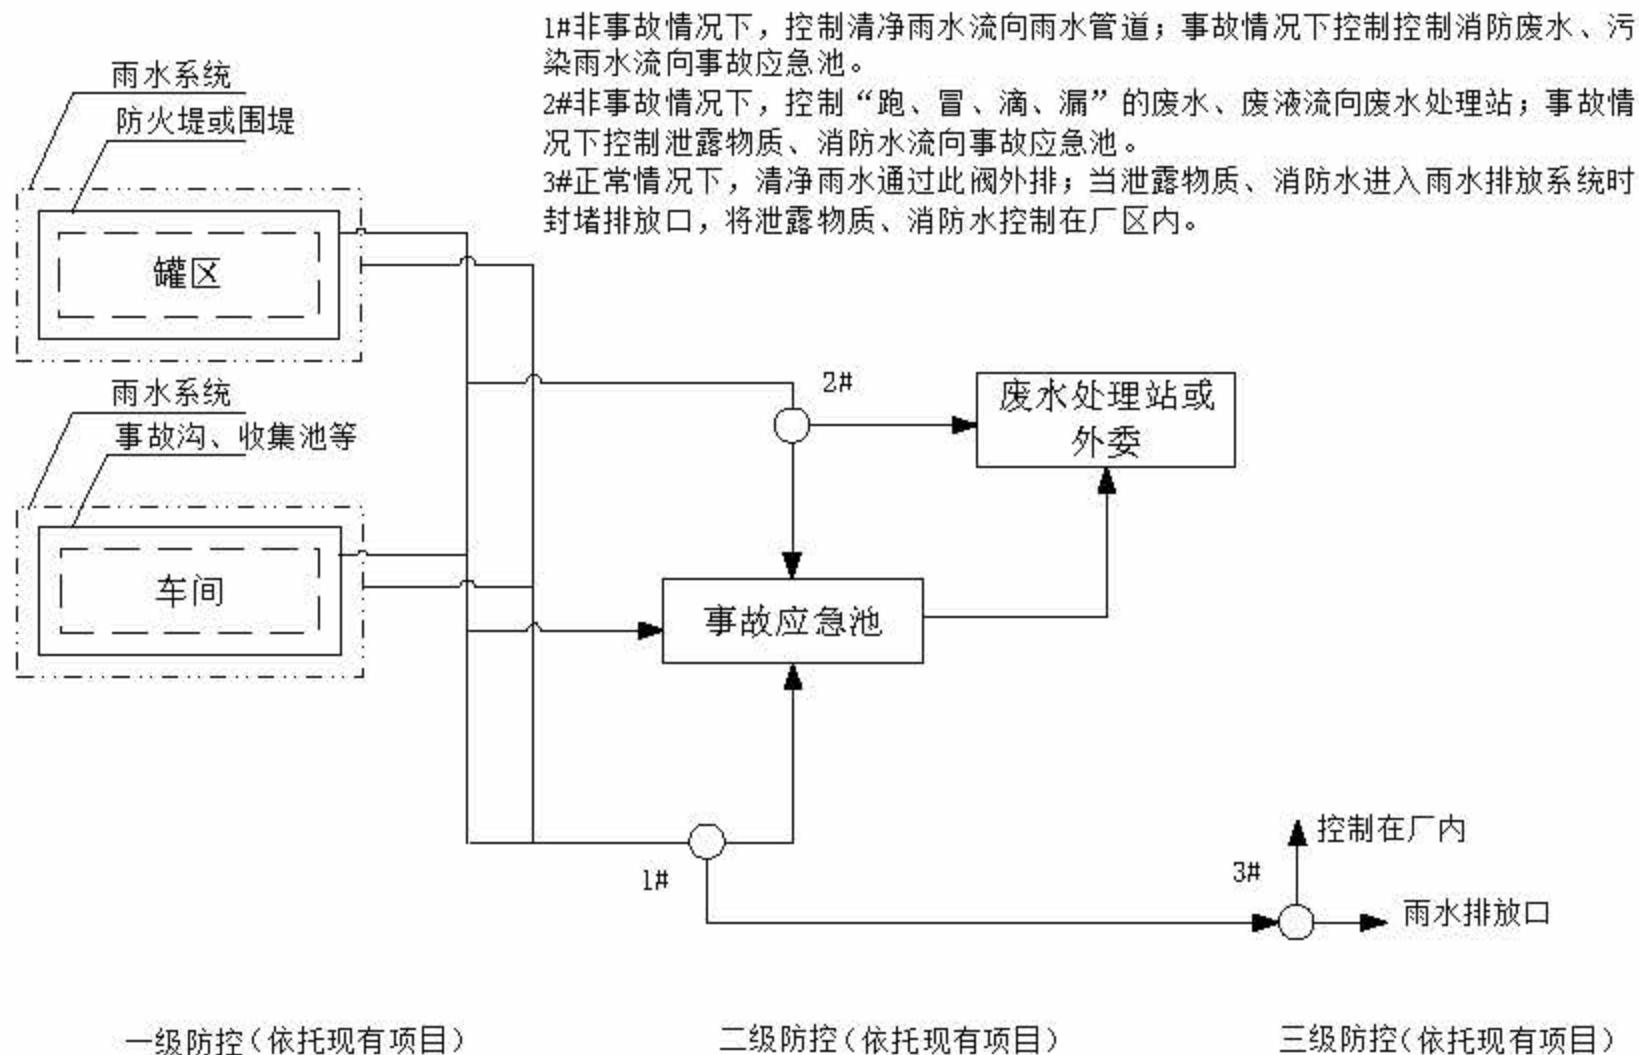 1#非事故情况下，控制清净雨水流向雨水管道；事故情况下控制控制消防废水、污
染雨水流向事故应急池。
2#非事故情况下，控制“跑、冒、滴、漏”的废水、废液流向废水处理站；事故情
况下控制泄露物质、消防水流向事故应急池。
3#正常情况下，清净雨水通过此阀外排；当泄露物质、消防水进入雨水排放系统时
封堵排放口，将泄露物质、消防水控制在厂区内。
雨水系统
防火堤或围堤
罐区
雨水系统
事故沟、收集池等
车间
2#
废水处理站或
外委
事故应急池
1#
3#
控制在厂内
雨水排放口
一级防控(依托现有项目)
二级防控(依托现有项目)
三级防控(依托现有项目)